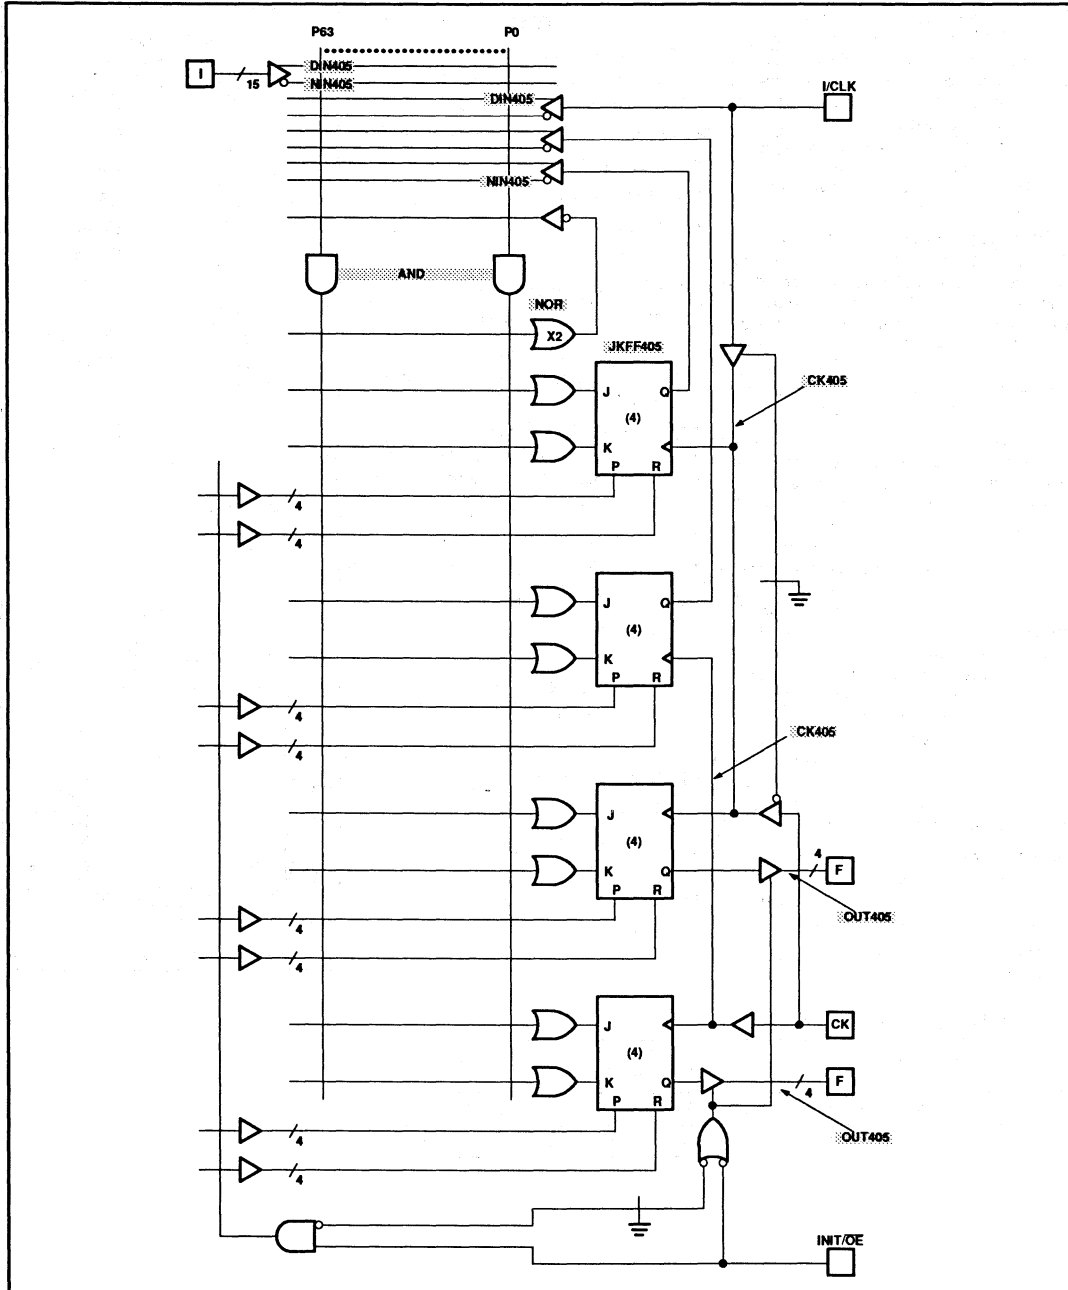 P63 P0
I 15 DIN405
NIN405
DIN405 I/CLK
NIN405
AND
NOR
X2
JKFF405
J Q CK405
(4)
K
P R
4
4
J Q
(4)
K
P R
4
4
CK405
J
(4)
K Q 4 F
P R
OUT405
4
4
J CK
(4)
K Q 4 F
P R
OUT405
4
4
INIT/OE